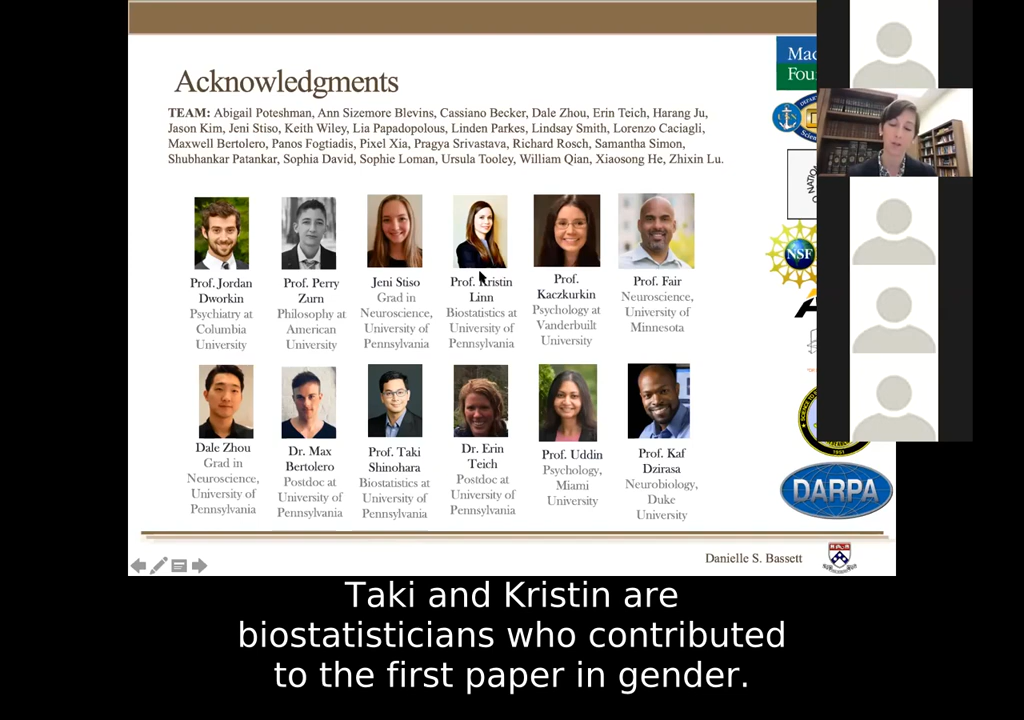 Acknowledgments
TEAM: Abigail Poteshman, Ann Sizemore Blevins, Cassiano Becker, Dale Zhou, Erin Teich, Harang Ju,
Jason Kim, Jeni Stiso, Keith Wiley, Lia Papadopolous, Linden Parkes, Lindsay Smith, Lorenzo Caciagli,
Maxwell Bertolero, Panos Fogtiadis, Pixel Xia, Pragya Srivastava, Richard Rosch, Samantha Simon,
Shubhankar Patankar, Sophia David, Sophie Loman, Ursula Tooley, William Qian, Xiaosong He, Zhixin Lu.
Prof. Jordan
Dworkin
Psychiatry at
Columbia
University
Prof. Perry
Zurn
Philosophy at
American
University
Jeni Stiso
Grad in
Neuroscience,
University of
Pennsylvania
Prof. Kristin
Linn
Biostatistics at
University of
Pennsylvania
Prof.
Kaczkurkin
Psychology at
Vanderbuilt
University
Prof. Fair
Neuroscience,
University of
Minnesota
Dale Zhou
Grad in
Neuroscience,
University of
Pennsylvania
Dr. Max
Bertolero
Postdoc at
University of
Pennsylvania
Prof. Taki
Shinohara
Biostatistics at
University of
Pennsylvania
Dr. Erin
Teich
Postdoc at
University of
Pennsylvania
Prof. Uddin
Psychology,
Miami
University
Prof. Kaf
Dzirasa
Neurobiology,
Duke
University
Mac
Fou
NSF
DARPA
Danielle S. Bassett
Taki and Kristin are
biostatisticians who contributed
to the first paper in gender.